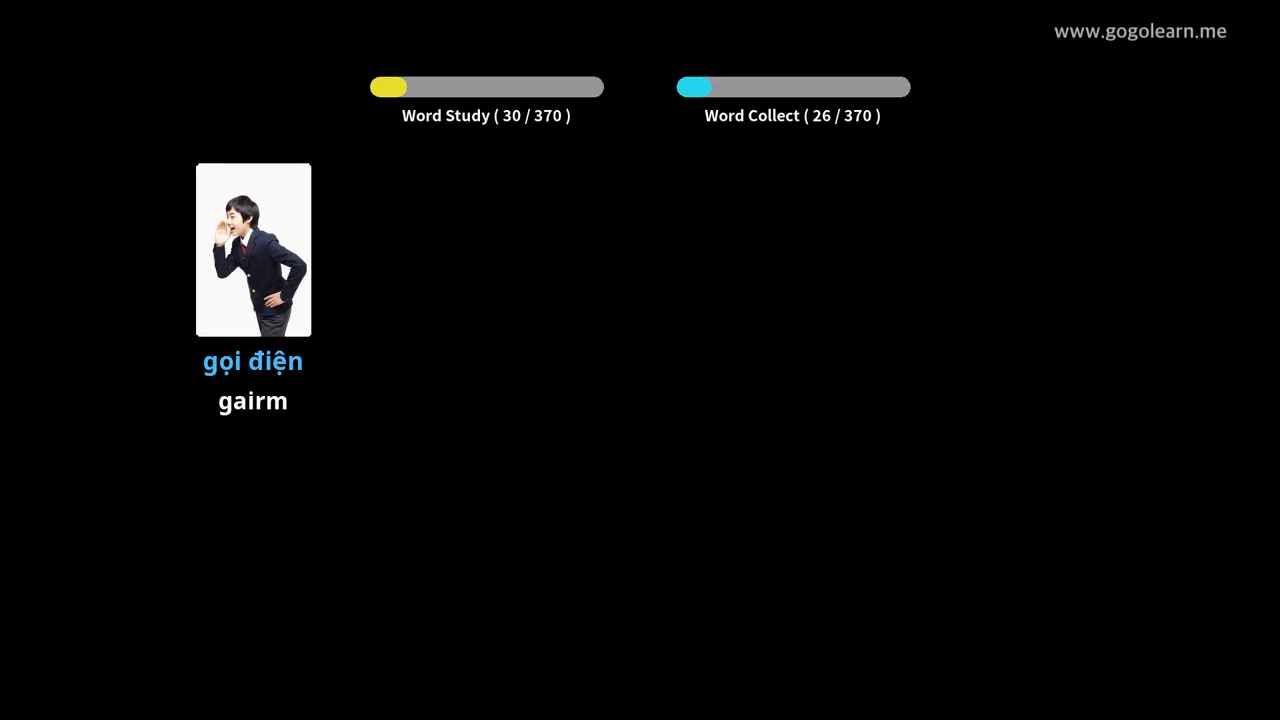 www.gogolearn.me
Word Study ( 30 / 370 )
Word Collect ( 26 / 370 )
gọi điện
gairm